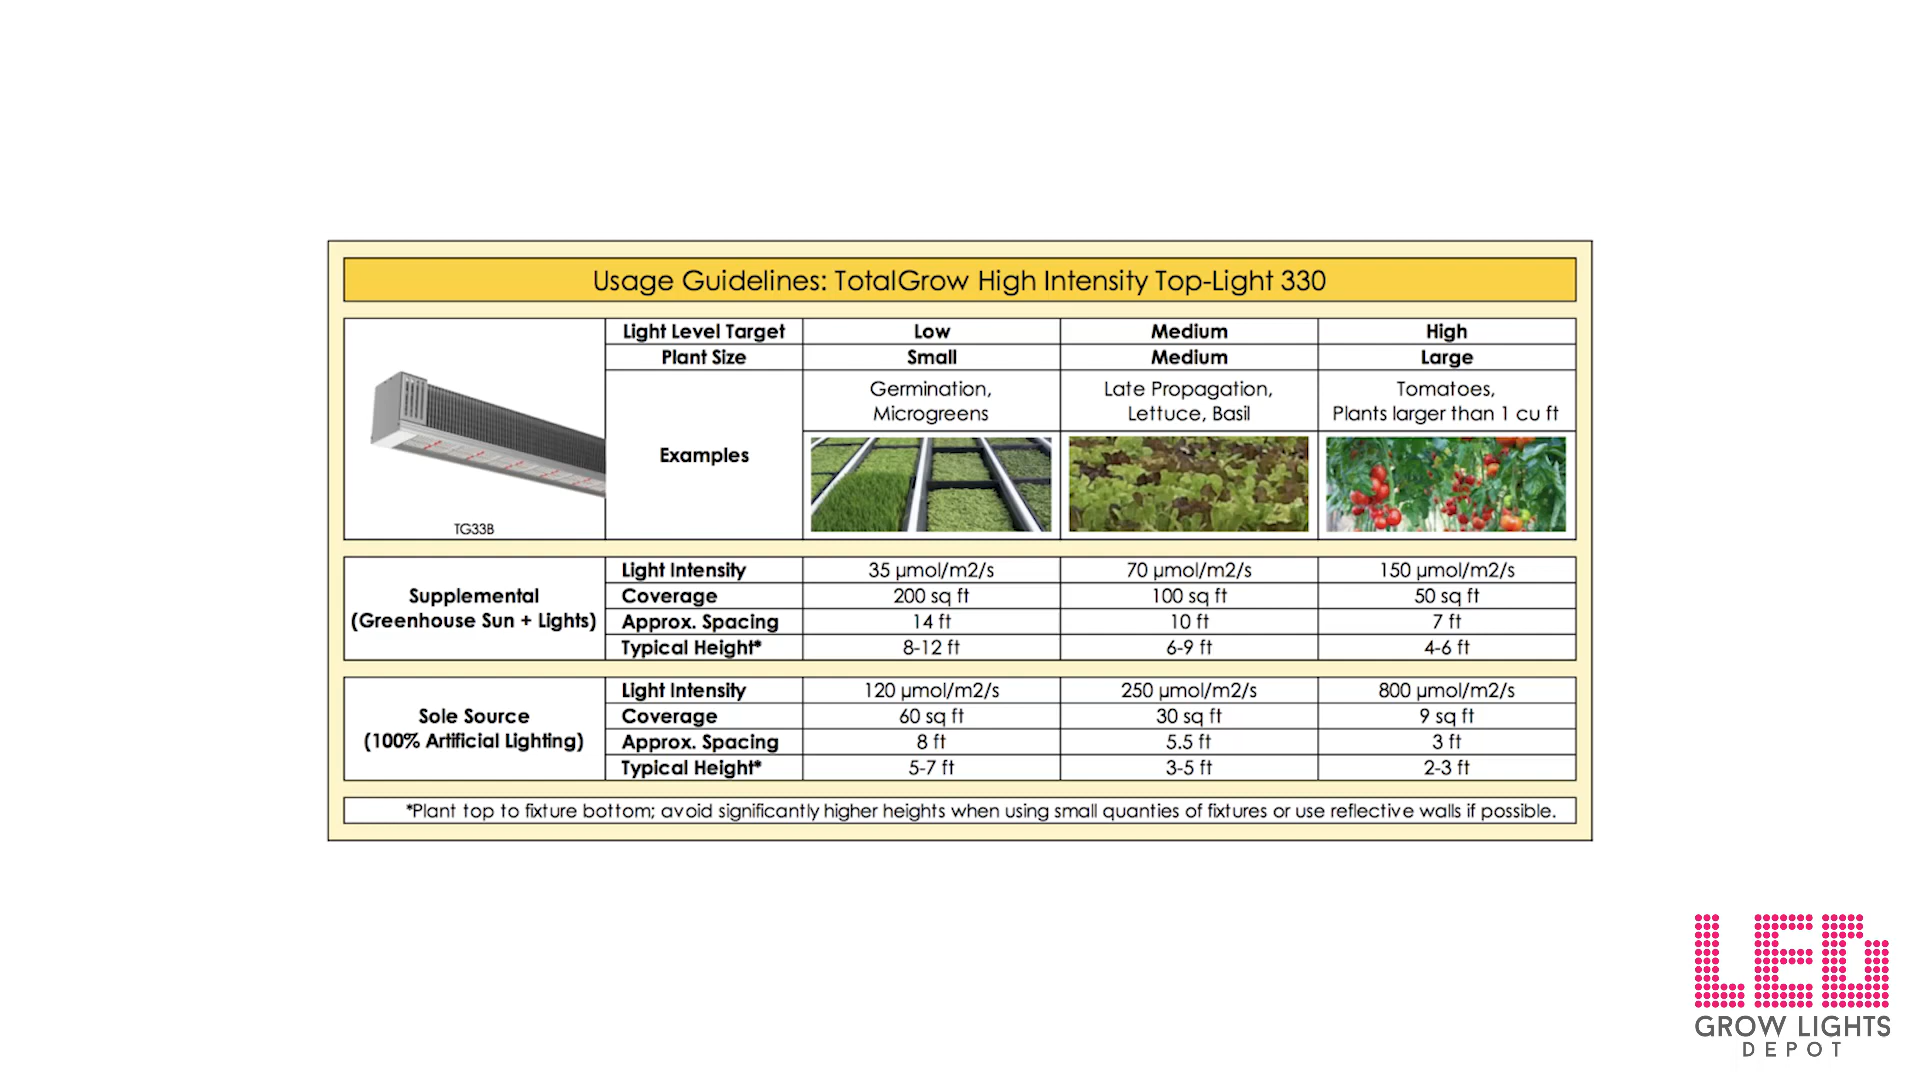 Usage Guidelines: TotalGrow High Intensity Top-Light 330
Light Level Target Low Medium High
Plant Size Small Medium Large
Examples
Germination,
Microgreens
Late Propagation,
Lettuce, Basil
Tomatoes,
Plants larger than 1 cu ft
TG33B
Supplemental
(Greenhouse Sun + Lights)
Light Intensity 35 µmol/m2/s 70 µmol/m2/s 150 µmol/m2/s
Coverage 200 sq ft 100 sq ft 50 sq ft
Approx. Spacing 14 ft 10 ft 7 ft
Typical Height* 8-12 ft 6-9 ft 4-6 ft
Sole Source
(100% Artificial Lighting)
Light Intensity 120 µmol/m2/s 250 µmol/m2/s 800 µmol/m2/s
Coverage 60 sq ft 30 sq ft 9 sq ft
Approx. Spacing 8 ft 5.5 ft 3 ft
Typical Height* 5-7 ft 3-5 ft 2-3 ft
*Plant top to fixture bottom; avoid significantly higher heights when using small quanties of fixtures or use reflective walls if possible.
LED
GROW LIGHTS
DEPOT